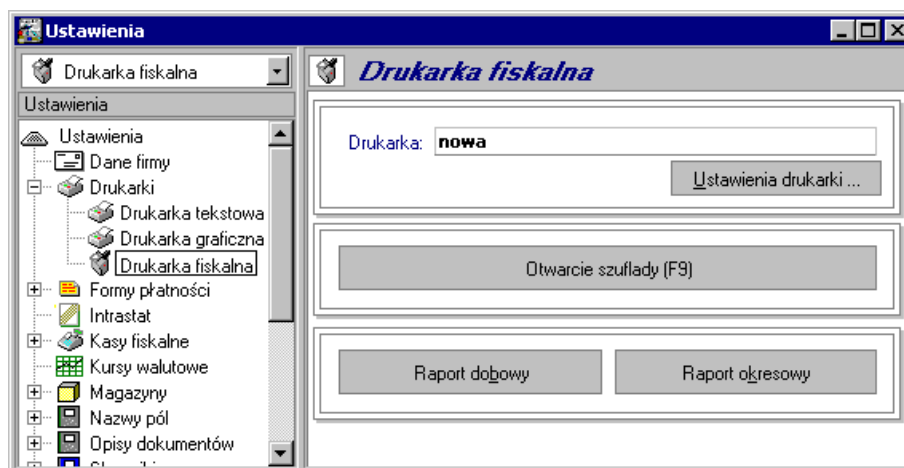 Ustawienia
Drukarka fiskalna
Ustawienia
Ustawienia
Dane firmy
Drukarki
Drukarka tekstowa
Drukarka graficzna
Drukarka fiskalna
Formy płatności
Intrastat
Kasy fiskalne
Kursy walutowe
Magazyny
Nazwy pól
Opisy dokumentów
Drukarka fiskalna
Drukarka: nowa
Ustawienia drukarki ...
Otwarcie szuflady (F9)
Raport dobowy
Raport okresowy